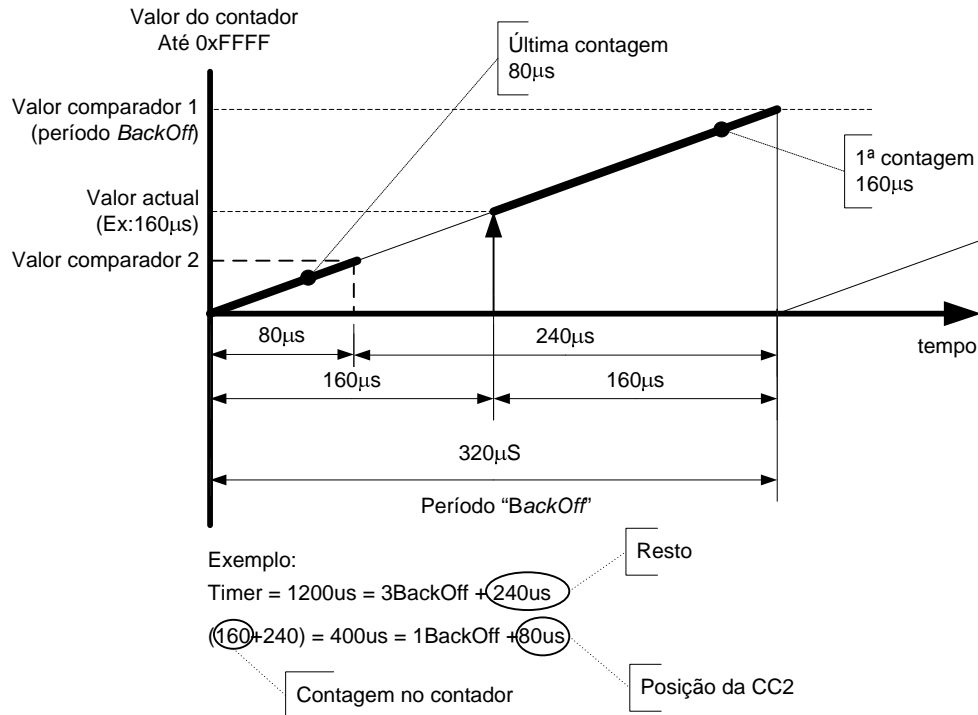 Valor do contador
Até 0xFFFF
Última contagem
80μs
Valor comparador 1
(período BackOff)
1ª contagem
160μs
Valor actual
(Ex:160μs)
Valor comparador 2
80μs
240μs
tempo
160μs
160μs
320μS
Período “BackOff”
Exemplo:
Resto
Timer = 1200us = 3BackOff + 240us
(160+240) = 400us = 1BackOff +80us
Contagem no contador
Posição da CC2